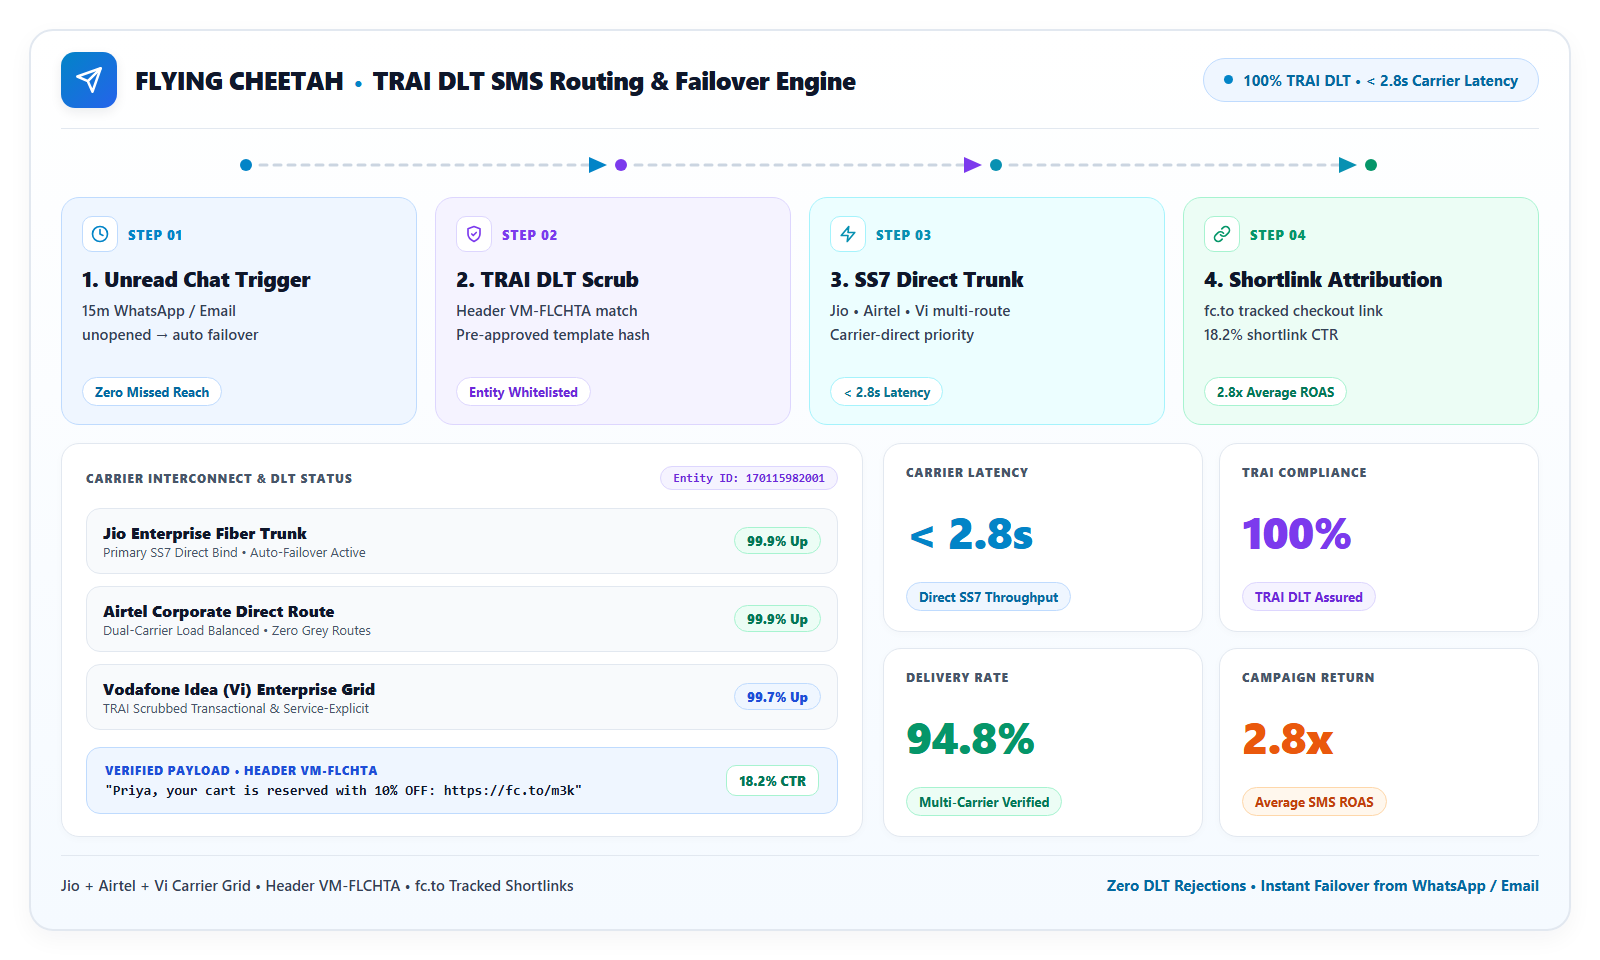 FLYING CHEETAH • TRAI DLT SMS Routing & Failover Engine
100% TRAI DLT • < 2.8s Carrier Latency
STEP 01
1. Unread Chat Trigger
15m WhatsApp / Email
unopened → auto failover
Zero Missed Reach
STEP 02
2. TRAI DLT Scrub
Header VM-FLCHTA match
Pre-approved template hash
Entity Whitelisted
STEP 03
3. SS7 Direct Trunk
Jio • Airtel • Vi multi-route
Carrier-direct priority
< 2.8s Latency
STEP 04
4. Shortlink Attribution
fc.to tracked checkout link
18.2% shortlink CTR
2.8x Average ROAS
CARRIER INTERCONNECT & DLT STATUS
Entity ID: 170115982001
Jio Enterprise Fiber Trunk
Primary SS7 Direct Bind • Auto-Failover Active
99.9% Up
Airtel Corporate Direct Route
Dual-Carrier Load Balanced • Zero Grey Routes
99.9% Up
Vodafone Idea (Vi) Enterprise Grid
TRAI Scrubbed Transactional & Service-Explicit
99.7% Up
VERIFIED PAYLOAD • HEADER VM-FLCHTA
"Priya, your cart is reserved with 10% OFF: https://fc.to/m3k"
18.2% CTR
CARRIER LATENCY
< 2.8s
Direct SS7 Throughput
TRAI COMPLIANCE
100%
TRAI DLT Assured
DELIVERY RATE
94.8%
Multi-Carrier Verified
CAMPAIGN RETURN
2.8x
Average SMS ROAS
Jio + Airtel + Vi Carrier Grid • Header VM-FLCHTA • fc.to Tracked Shortlinks
Zero DLT Rejections • Instant Failover from WhatsApp / Email